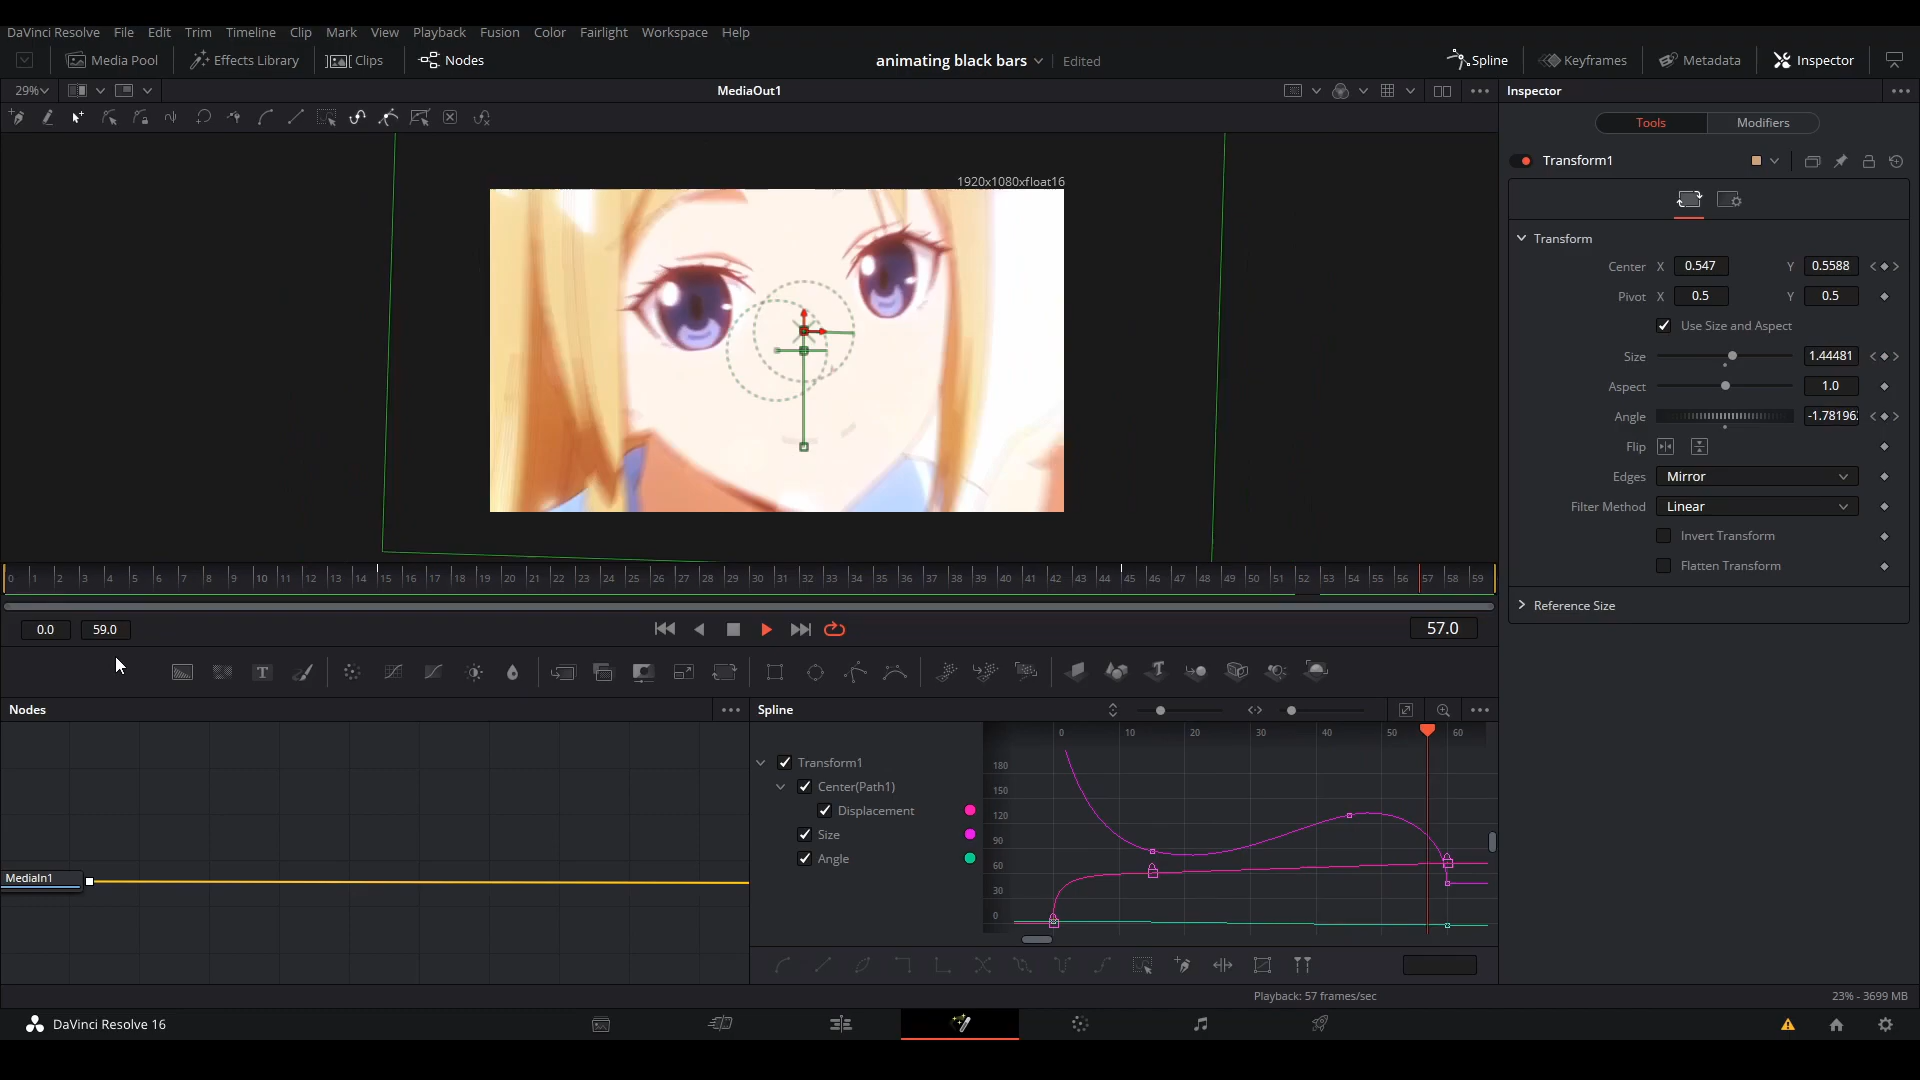 DaVinci Resolve File Edit Trim Timeline Clip Mark View Playback Fusion Color Fairlight Workspace Help
Media Pool Effects Library Clips Nodes animating black bars Edited Spline Keyframes Metadata Inspector
29% MediaOut1 Inspector
Tools Modifiers
Transform1
1920x1080xfloat16
Transform
Center X 0.547 Y 0.5588
Pivot X 0.5 Y 0.5
Use Size and Aspect
Size 1.44481
Aspect 1.0
Angle -1.78196
Flip
Edges Mirror
Filter Method Linear
Invert Transform
Flatten Transform
0 1 2 3 4 5 6 7 8 9 10 11 12 13 14 15 16 17 18 19 20 21 22 23 24 25 26 27 28 29 30 31 32 33 34 35 36 37 38 39 40 41 42 43 44 45 46 47 48 49 50 51 52 53 54 55 56 57 58 59
Reference Size
0.0 59.0 57.0
T
Nodes Spline
0 10 20 30 40 50 60
Transform1
Center(Path1)
Displacement
Size
Angle
180
150
120
90
60
30
0
MediaIn1
Playback: 57 frames/sec 23% - 3699 MB
DaVinci Resolve 16